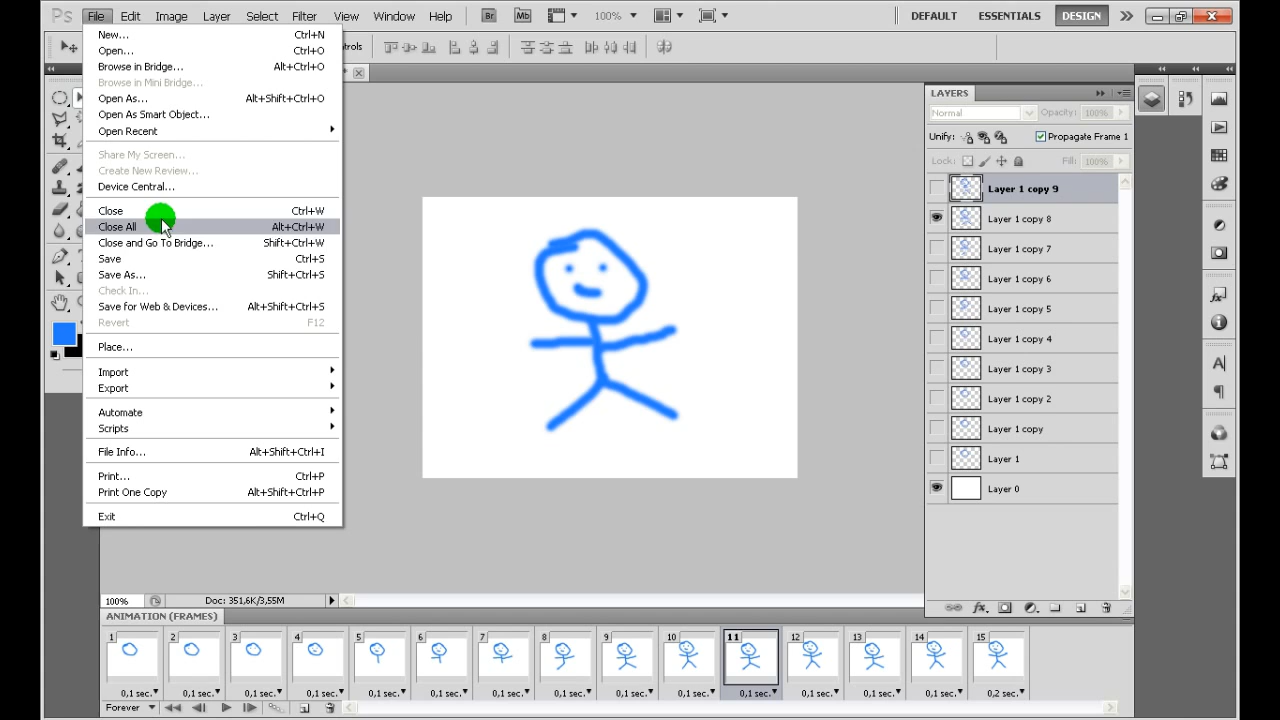 Ps File Edit Image Layer Select Filter View Window Help Br Mb 100% DEFAULT ESSENTIALS DESIGN
New... Ctrl+N
Open... Ctrl+O
Browse in Bridge... Alt+Ctrl+O
Browse in Mini Bridge...
Open As... Alt+Shift+Ctrl+O
Open As Smart Object...
Open Recent
Share My Screen...
Create New Review...
Device Central...
Close Ctrl+W
Close All Alt+Ctrl+W
Close and Go To Bridge... Shift+Ctrl+W
Save Ctrl+S
Save As... Shift+Ctrl+S
Check In...
Save for Web & Devices... Alt+Shift+Ctrl+S
Revert F12
Place...
Import
Export
Automate
Scripts
File Info... Alt+Shift+Ctrl+I
Print... Ctrl+P
Print One Copy Alt+Shift+Ctrl+P
Exit Ctrl+Q
LAYERS
Normal Opacity: 100%
Unify: Propagate Frame 1
Lock: Fill: 100%
Layer 1 copy 9
Layer 1 copy 8
Layer 1 copy 7
Layer 1 copy 6
Layer 1 copy 5
Layer 1 copy 4
Layer 1 copy 3
Layer 1 copy 2
Layer 1 copy
Layer 1
Layer 0
100% Doc: 351,6K/3,55M
ANIMATION (FRAMES)
1 2 3 4 5 6 7 8 9 10 11 12 13 14 15
0,1 sec. 0,1 sec. 0,1 sec. 0,1 sec. 0,1 sec. 0,1 sec. 0,1 sec. 0,1 sec. 0,1 sec. 0,1 sec. 0,1 sec. 0,1 sec. 0,1 sec. 0,1 sec. 0,2 sec.
Forever